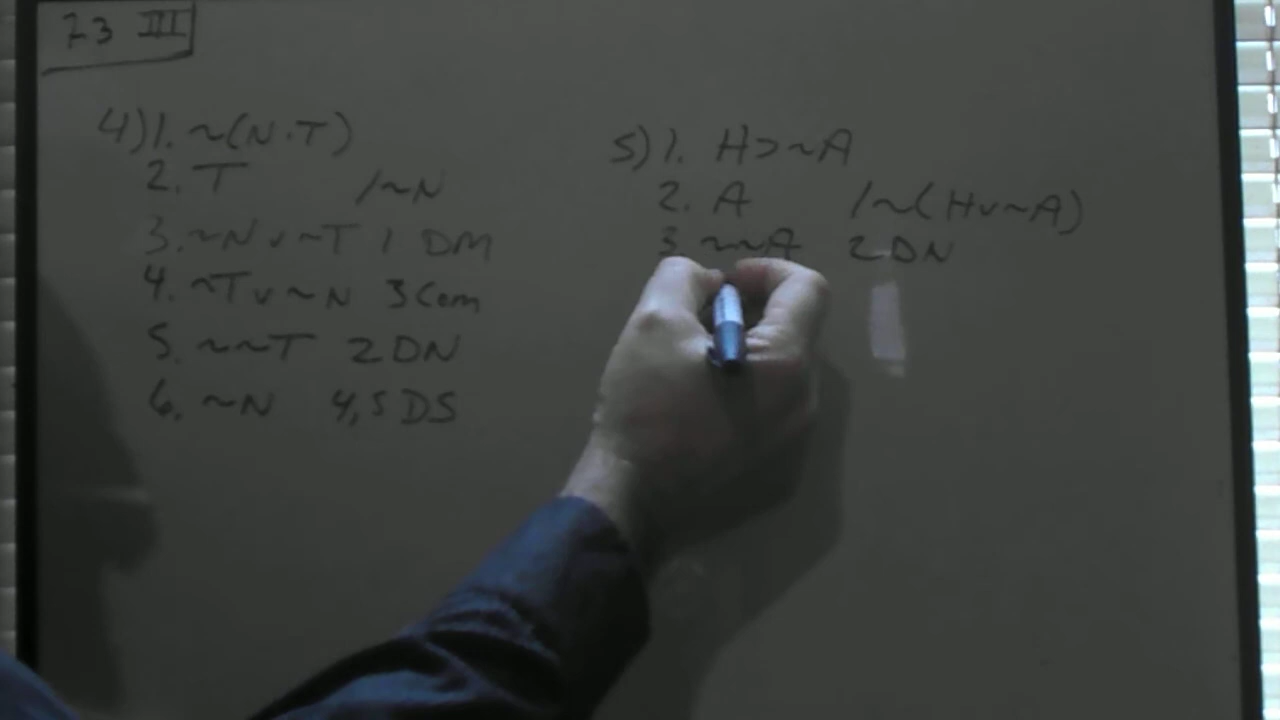 7.3 III
4) 1. ~(N·T)
2. T /~N
3. ~N v ~T 1 DM
4. ~T v ~N 3 Com
5. ~~T 2 DN
6. ~N 4,5 DS
5) 1. H > ~A
2. A /~(H v ~A)
3. ~~A 2 DN